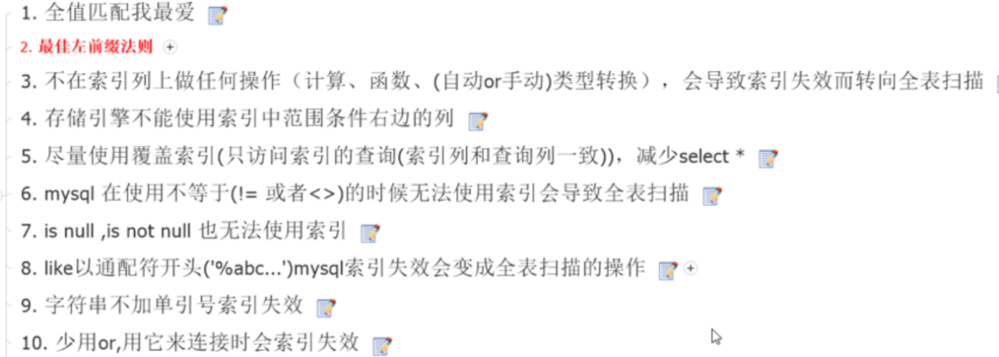 1. 全值匹配我最爱
2. 最佳左前缀法则
3. 不在索引列上做任何操作（计算、函数、(自动or手动)类型转换），会导致索引失效而转向全表扫描
4. 存储引擎不能使用索引中范围条件右边的列
5. 尽量使用覆盖索引(只访问索引的查询(索引列和查询列一致))，减少select *
6. mysql 在使用不等于(!= 或者<>)的时候无法使用索引会导致全表扫描
7. is null ,is not null 也无法使用索引
8. like以通配符开头('%abc...')mysql索引失效会变成全表扫描的操作
9. 字符串不加单引号索引失效
10. 少用or,用它来连接时会索引失效